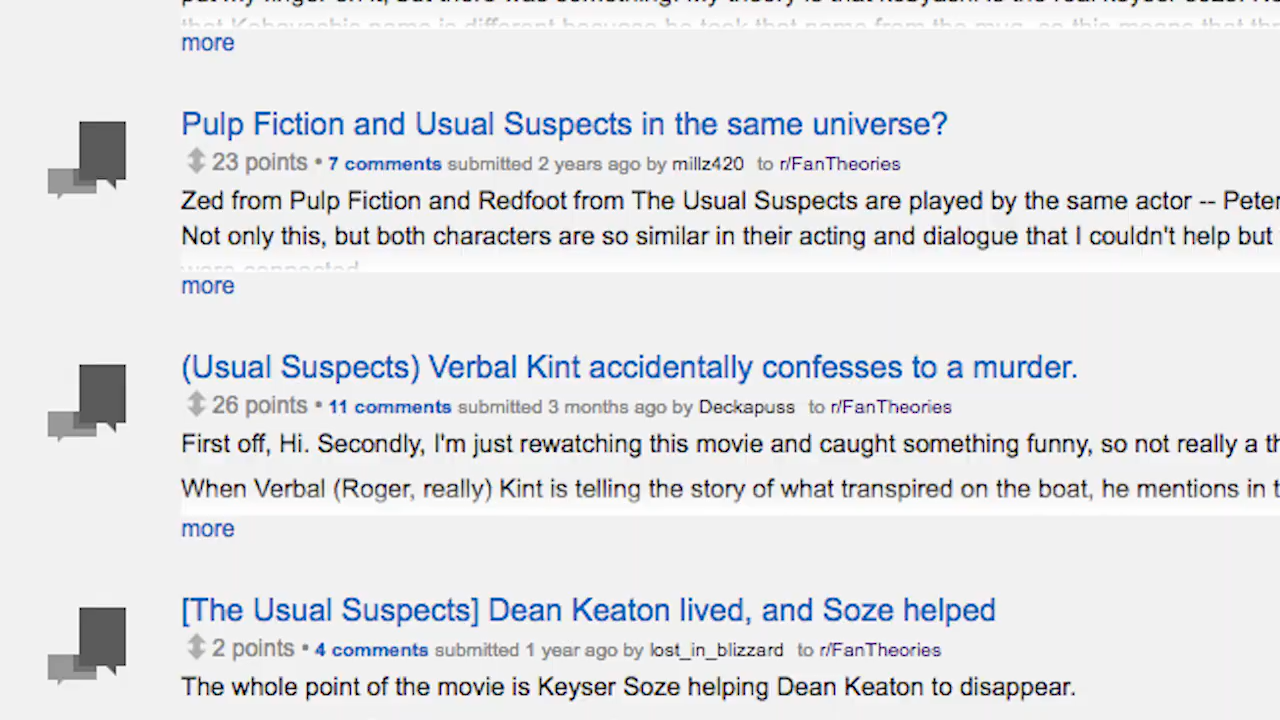 more
Pulp Fiction and Usual Suspects in the same universe?
23 points • 7 comments submitted 2 years ago by millz420 to r/FanTheories
Zed from Pulp Fiction and Redfoot from The Usual Suspects are played by the same actor -- Peter
Not only this, but both characters are so similar in their acting and dialogue that I couldn't help but
were connected.
more
(Usual Suspects) Verbal Kint accidentally confesses to a murder.
26 points • 11 comments submitted 3 months ago by Deckapuss to r/FanTheories
First off, Hi. Secondly, I'm just rewatching this movie and caught something funny, so not really a th
When Verbal (Roger, really) Kint is telling the story of what transpired on the boat, he mentions in t
more
[The Usual Suspects] Dean Keaton lived, and Soze helped
2 points • 4 comments submitted 1 year ago by lost_in_blizzard to r/FanTheories
The whole point of the movie is Keyser Soze helping Dean Keaton to disappear.